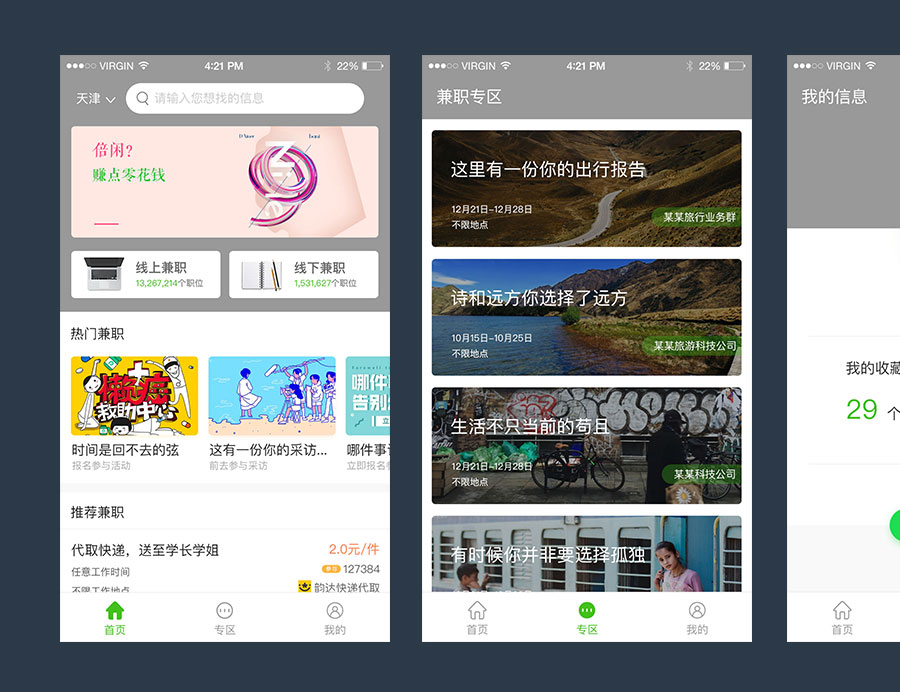 VIRGIN
4:21 PM
22%
天津
请输入您想找的信息
倍闲?
赚点零花钱
线上兼职
13,267,214个职位
线下兼职
1,531,627个职位
热门兼职
懒癌
救助中心
哪件
告别
时间是回不去的弦
报名参与活动
这有一份你的采访...
前去参与采访
哪件事
立即报名
推荐兼职
代取快递，送至学长学姐
2.0元/件
任意工作时间
127384
不限工作地点
韵达快递代取
首页
专区
我的
VIRGIN
4:21 PM
22%
兼职专区
这里有一份你的出行报告
12月21日-12月28日
不限地点
某某旅行业务群
诗和远方你选择了远方
10月15日-10月25日
不限地点
某某旅游科技公司
生活不只当前的苟且
12月21日-12月28日
不限地点
某某科技公司
有时候你并非要选择孤独
首页
专区
我的
VIRGIN
我的信息
我的收藏
29 个
首页